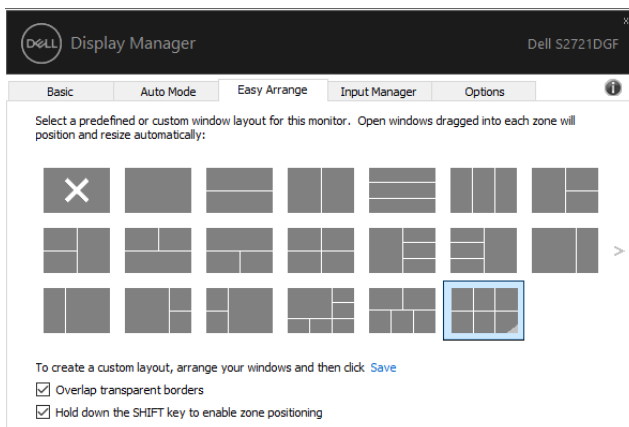 x
DELL Display Manager Dell S2721DGF
Basic Auto Mode Easy Arrange Input Manager Options i
Select a predefined or custom window layout for this monitor. Open windows dragged into each zone will
position and resize automatically:
>
To create a custom layout, arrange your windows and then click Save
Overlap transparent borders
Hold down the SHIFT key to enable zone positioning